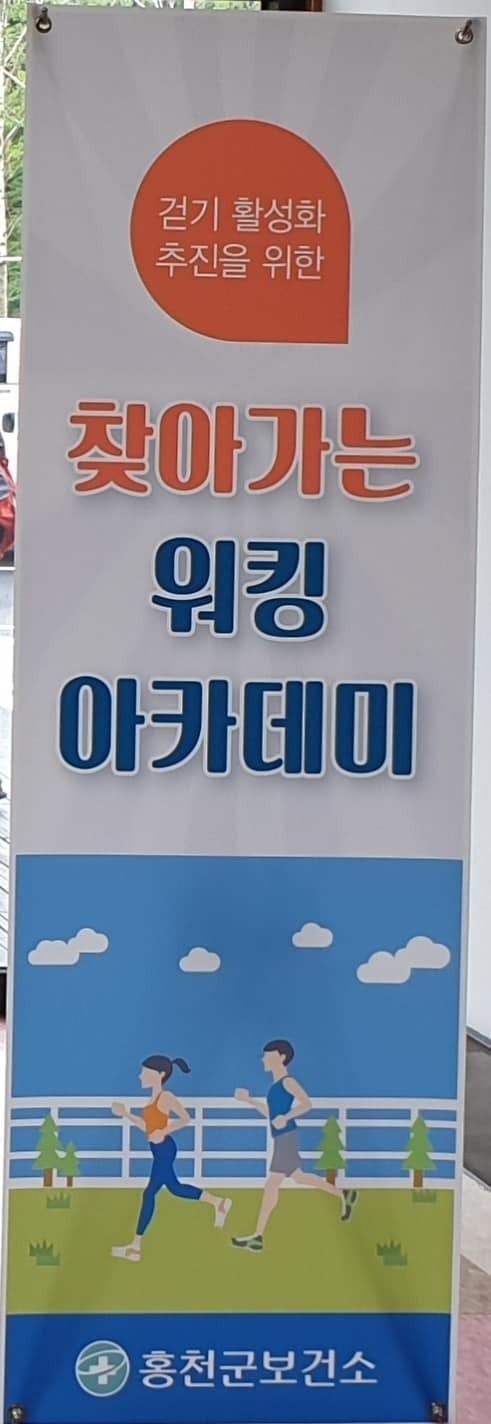 걷기 활성화
추진을 위한
찾아가는
워킹
아카데미
홍천군보건소